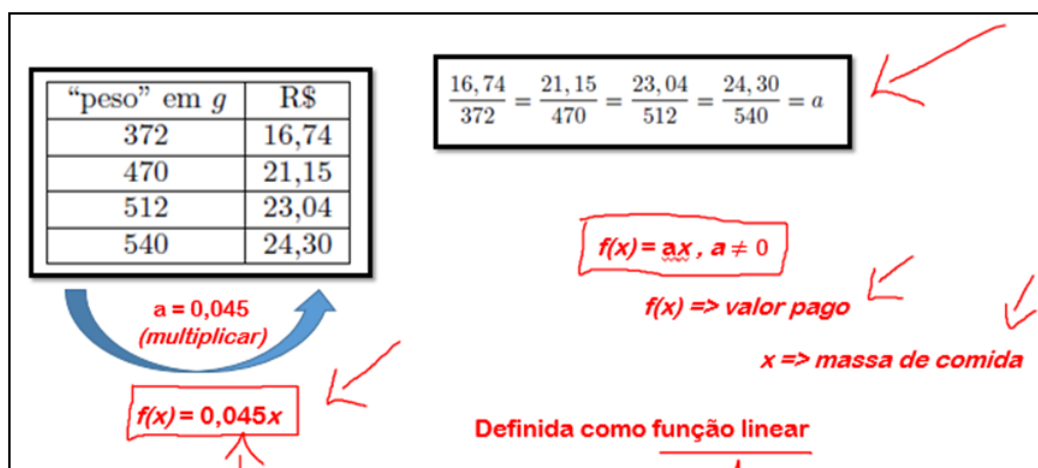 “peso” em g R$
372 16,74
470 21,15
512 23,04
540 24,30
16,74/372 = 21,15/470 = 23,04/512 = 24,30/540 = a
f(x) = ax , a ≠ 0
f(x) => valor pago
x => massa de comida
a = 0,045
(multiplicar)
f(x) = 0,045x
Definida como função linear